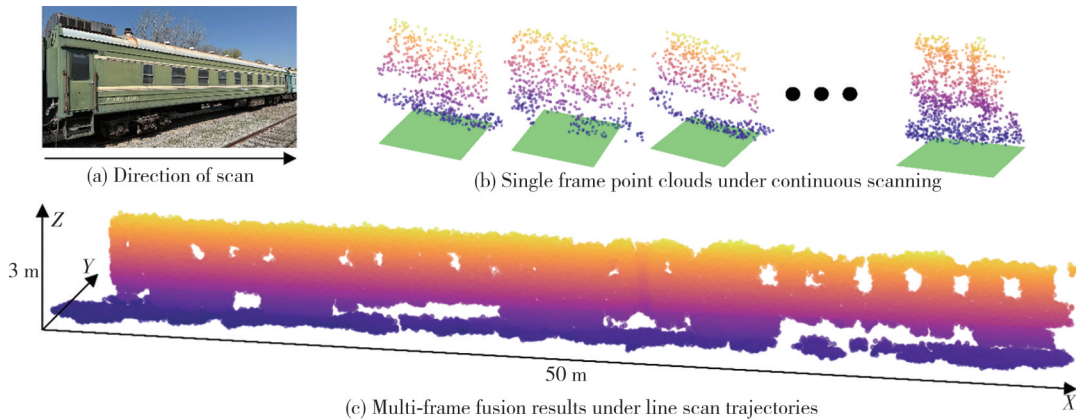 (a) Direction of scan
(b) Single frame point clouds under continuous scanning
Z
Y
3 m
50 m
X
(c) Multi-frame fusion results under line scan trajectories